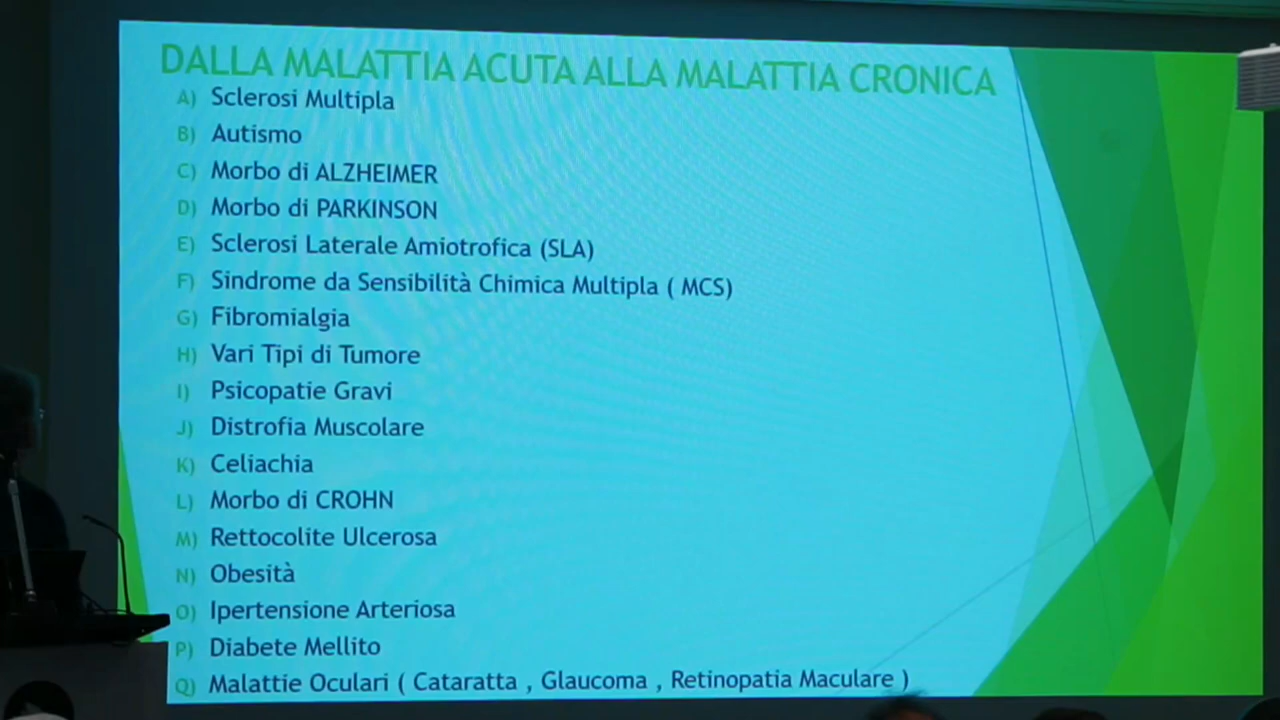 DALLA MALATTIA ACUTA ALLA MALATTIA CRONICA
A) Sclerosi Multipla
B) Autismo
C) Morbo di ALZHEIMER
D) Morbo di PARKINSON
E) Sclerosi Laterale Amiotrofica (SLA)
F) Sindrome da Sensibilità Chimica Multipla ( MCS)
G) Fibromialgia
H) Vari Tipi di Tumore
I) Psicopatie Gravi
J) Distrofia Muscolare
K) Celiachia
L) Morbo di CROHN
M) Rettocolite Ulcerosa
N) Obesità
O) Ipertensione Arteriosa
P) Diabete Mellito
Q) Malattie Oculari ( Cataratta , Glaucoma , Retinopatia Maculare )